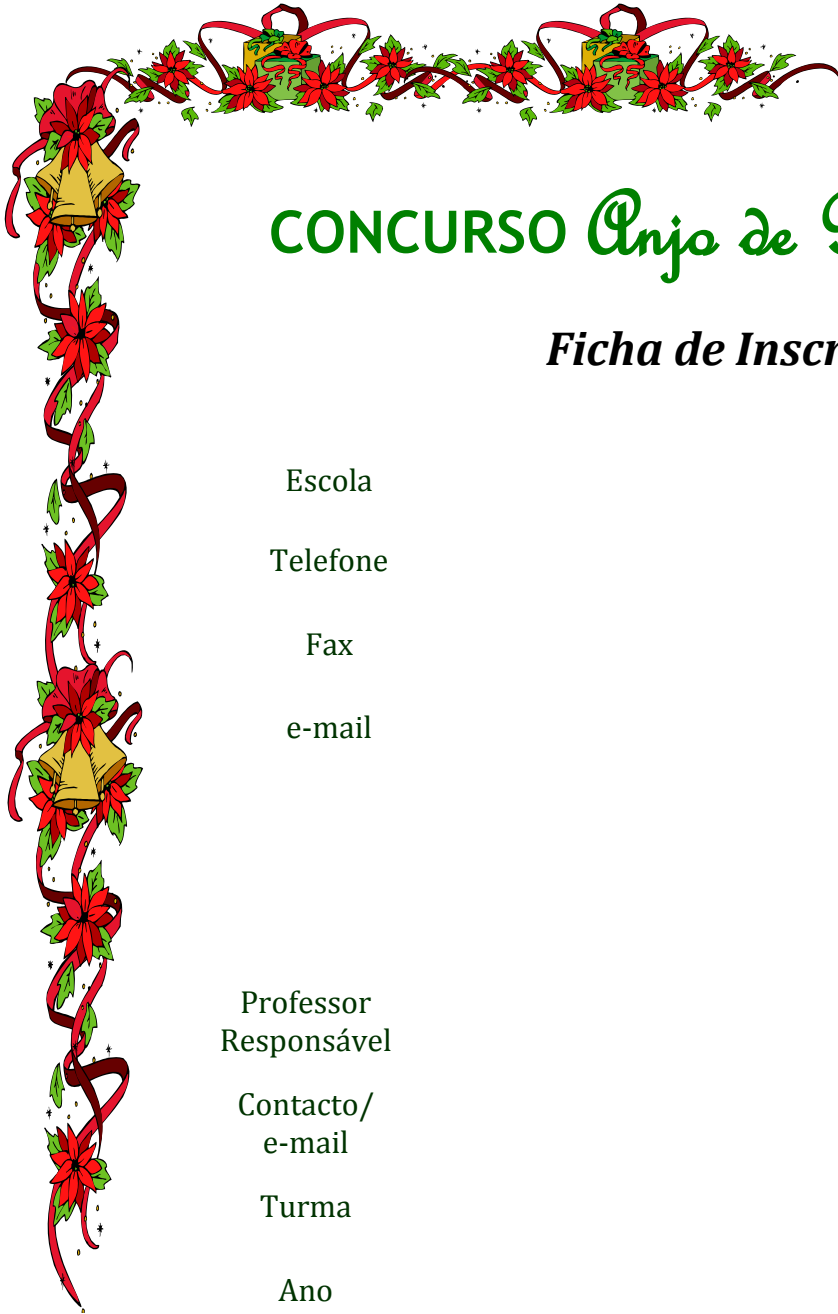 CONCURSO Anjo de
Ficha de Inscr
Escola
Telefone
Fax
e-mail
Professor
Responsável
Contacto/
e-mail
Turma
Ano